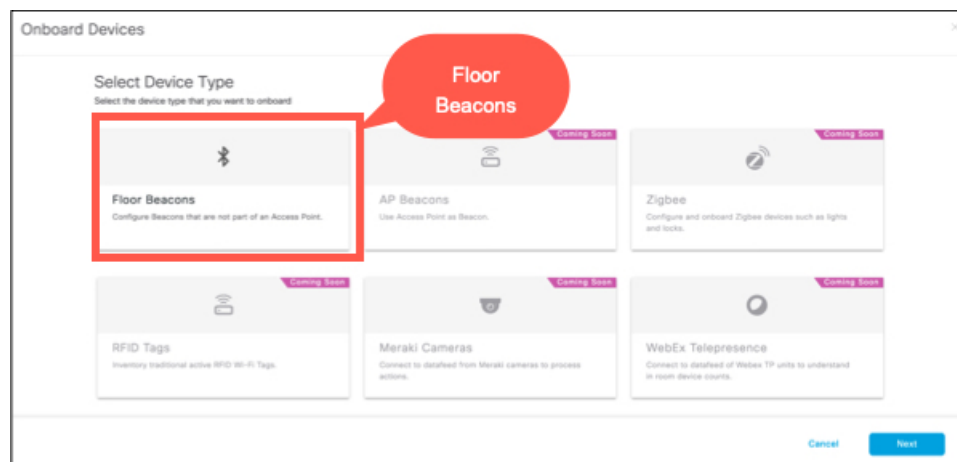 Onboard Devices
Select Device Type
Select the device type that you want to onboard
Floor
Beacons
Floor Beacons
Configure Beacons that are not part of an Access Point.
Coming Soon
AP Beacons
Use Access Point as Beacon.
Coming Soon
Zigbee
Configure and onboard Zigbee devices such as lights
and locks.
Coming Soon
RFID Tags
Inventory traditional active RFID Wi-Fi Tags.
Coming Soon
Meraki Cameras
Connect to datafeed from Meraki cameras to process
actions.
Coming Soon
WebEx Telepresence
Connect to datafeed of Webex TP units to understand
in room device counts.
Cancel
Next